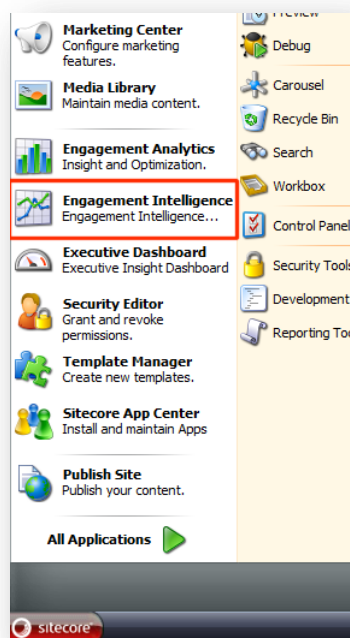 Marketing Center
Configure marketing
features.
Media Library
Maintain media content.
Engagement Analytics
Insight and Optimization.
Engagement Intelligence
Engagement Intelligence...
Executive Dashboard
Executive Insight Dashboard
Security Editor
Grant and revoke
permissions.
Template Manager
Create new templates.
Sitecore App Center
Install and maintain Apps
Publish Site
Publish your content.
All Applications
Preview
Debug
Carousel
Recycle Bin
Search
Workbox
Control Panel
Security Tools
Development
Reporting Too
sitecore